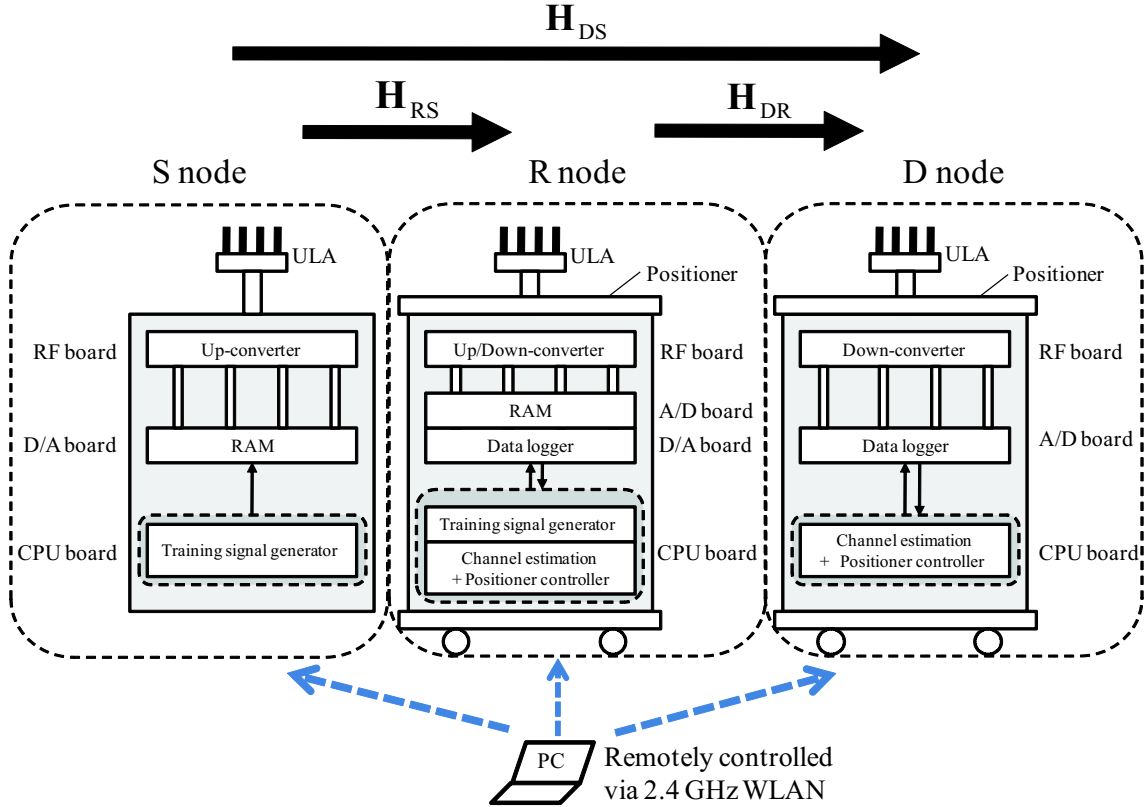 H DS
H RS
H DR
S node
R node
D node
ULA
ULA
ULA
Positioner
Positioner
RF board
Up-converter
Up/Down-converter
RF board
Down-converter
RF board
RAM
A/D board
D/A board
RAM
Data logger
D/A board
Data logger
A/D board
CPU board
Training signal generator
Training signal generator
Channel estimation
+ Positioner controller
CPU board
Channel estimation
+ Positioner controller
CPU board
PC
Remotely controlled
via 2.4 GHz WLAN